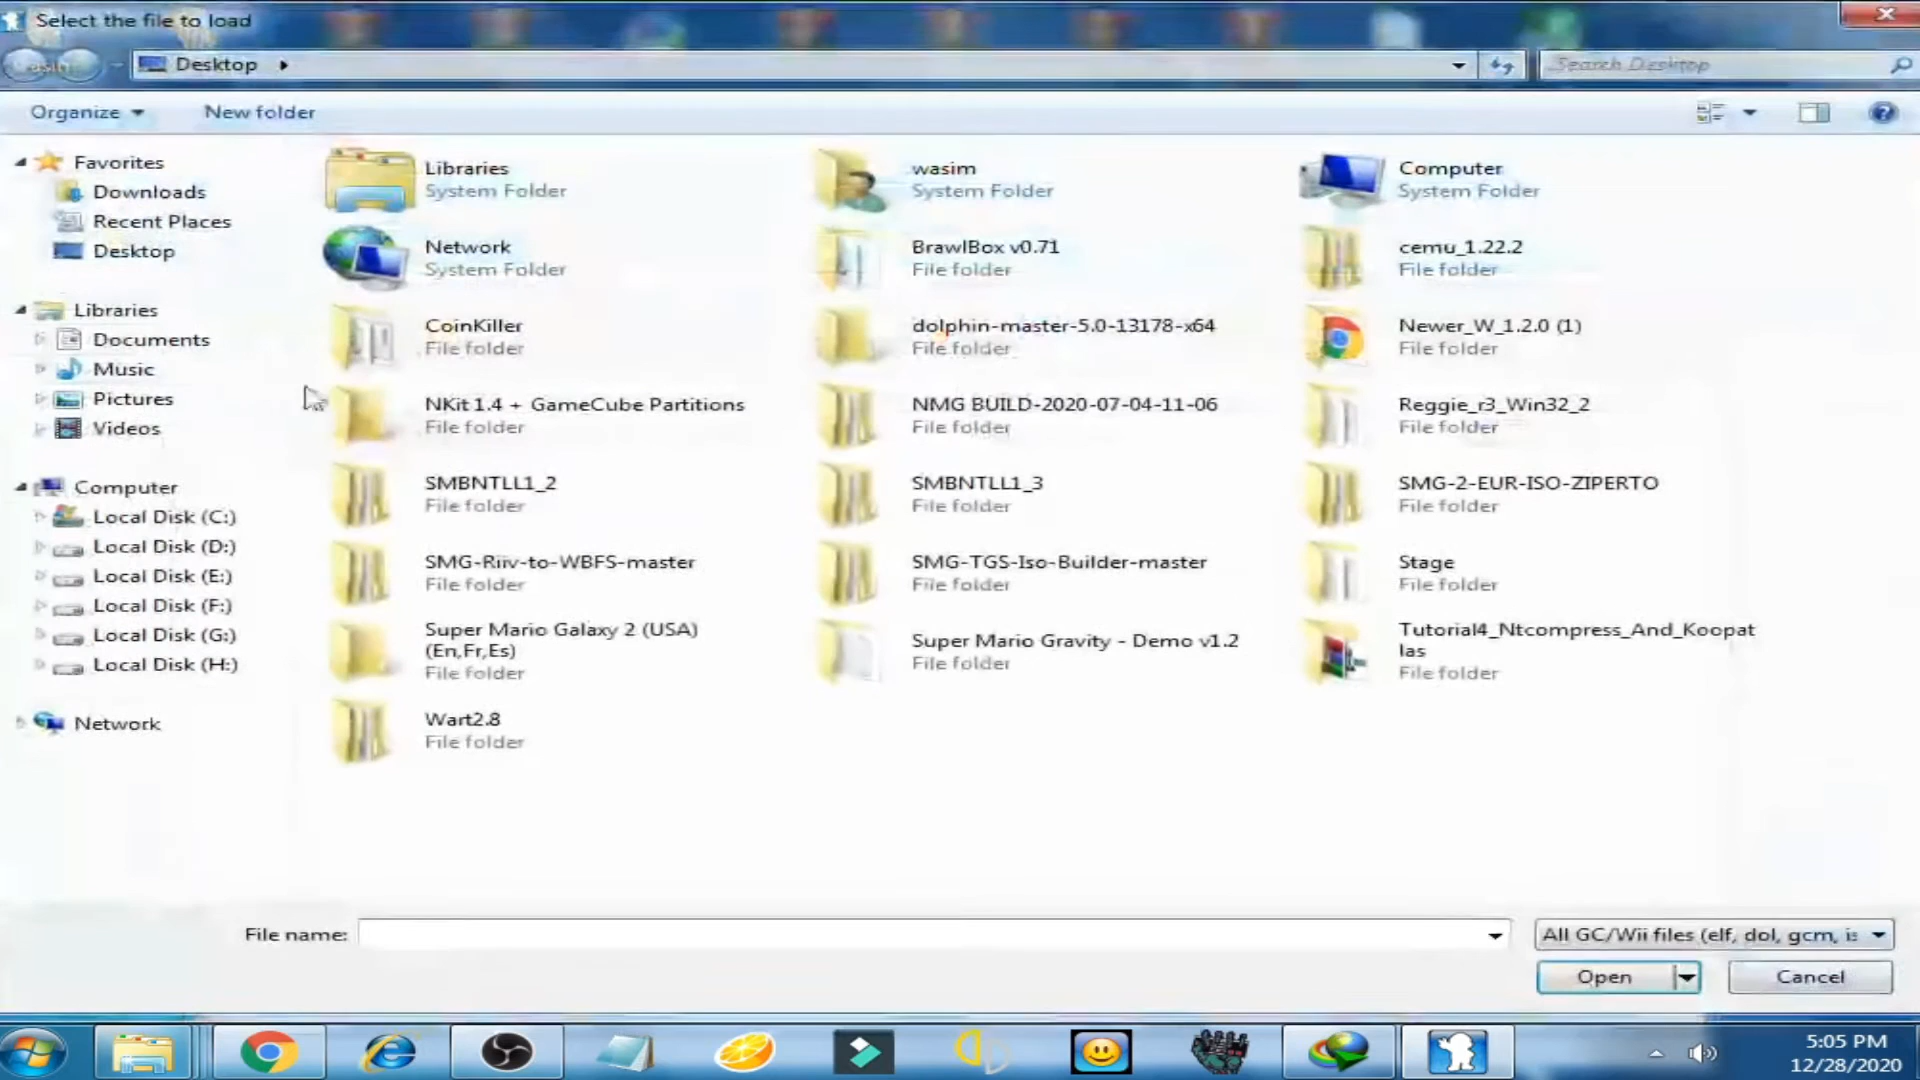 Select the file to load
Desktop
Search Desktop
Organize
New folder
Favorites
Downloads
Recent Places
Desktop
Libraries
Documents
Music
Pictures
Videos
Computer
Local Disk (C:)
Local Disk (D:)
Local Disk (E:)
Local Disk (F:)
Local Disk (G:)
Local Disk (H:)
Network
Libraries
System Folder
wasim
System Folder
Computer
System Folder
Network
System Folder
BrawlBox v0.71
File folder
cemu_1.22.2
File folder
CoinKiller
File folder
dolphin-master-5.0-13178-x64
File folder
Newer_W_1.2.0 (1)
File folder
NKit 1.4 + GameCube Partitions
File folder
NMG BUILD-2020-07-04-11-06
File folder
Reggie_r3_Win32_2
File folder
SMBNTLL1_2
File folder
SMBNTLL1_3
File folder
SMG-2-EUR-ISO-ZIPERTO
File folder
SMG-Riiv-to-WBFS-master
File folder
SMG-TGS-Iso-Builder-master
File folder
Stage
File folder
Super Mario Galaxy 2 (USA)
(En,Fr,Es)
File folder
Super Mario Gravity - Demo v1.2
File folder
Tutorial4_Ntcompress_And_Koopat
las
File folder
Wart2.8
File folder
File name:
All GC/Wii files (elf, dol, gcm, is
Open
Cancel
5:05 PM
12/28/2020